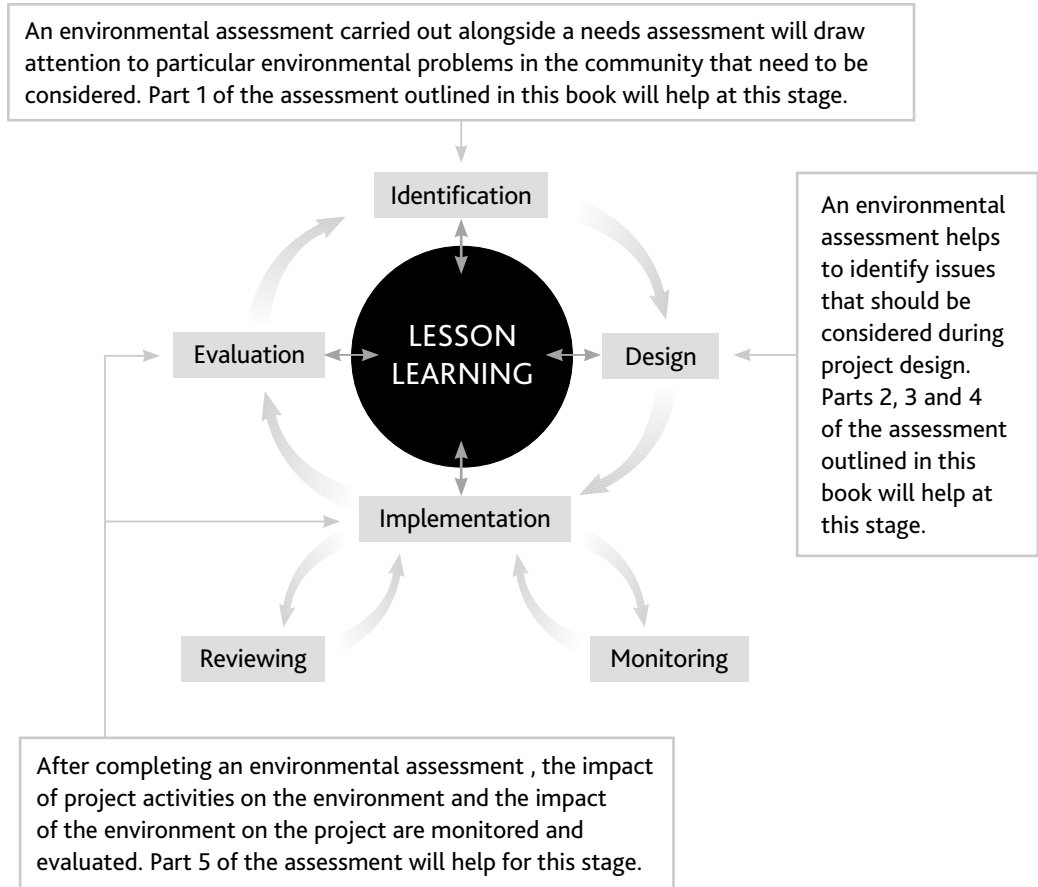 An environmental assessment carried out alongside a needs assessment will draw
attention to particular environmental problems in the community that need to be
considered. Part 1 of the assessment outlined in this book will help at this stage.
Identification
An environmental
assessment helps
to identify issues
that should be
considered during
project design.
Parts 2, 3 and 4
of the assessment
outlined in this
book will help at
this stage.
LESSON
LEARNING
Evaluation
Design
Implementation
Reviewing
Monitoring
After completing an environmental assessment , the impact
of project activities on the environment and the impact
of the environment on the project are monitored and
evaluated. Part 5 of the assessment will help for this stage.